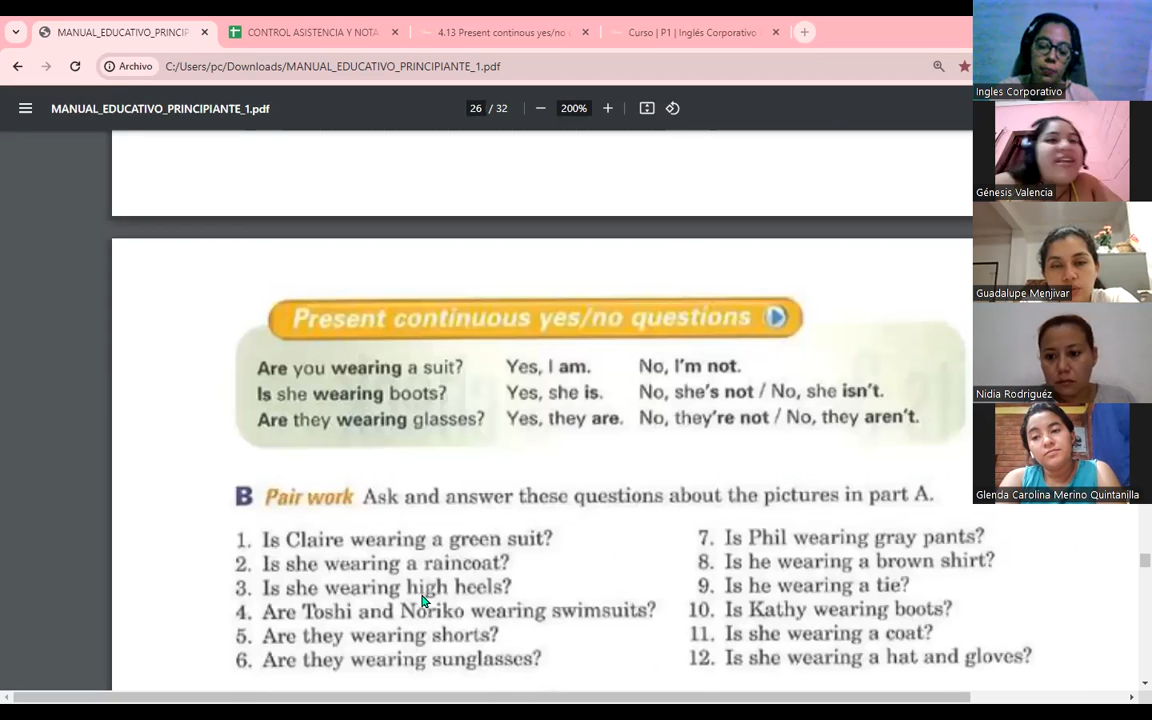 MANUAL_EDUCATIVO_PRINCIP
CONTROL ASISTENCIA Y NOTA
4.13 Present continous yes/no
Curso | P1 | Inglés Corporativo
Archivo
C:/Users/pc/Downloads/MANUAL_EDUCATIVO_PRINCIPIANTE_1.pdf
MANUAL_EDUCATIVO_PRINCIPIANTE_1.pdf
26 / 32
200%
Present continuous yes/no questions
Are you wearing a suit? Yes, I am. No, I'm not.
Is she wearing boots? Yes, she is. No, she's not / No, she isn't.
Are they wearing glasses? Yes, they are. No, they're not / No, they aren't.
B Pair work Ask and answer these questions about the pictures in part A.
1. Is Claire wearing a green suit?
2. Is she wearing a raincoat?
3. Is she wearing high heels?
4. Are Toshi and Noriko wearing swimsuits?
5. Are they wearing shorts?
6. Are they wearing sunglasses?
7. Is Phil wearing gray pants?
8. Is he wearing a brown shirt?
9. Is he wearing a tie?
10. Is Kathy wearing boots?
11. Is she wearing a coat?
12. Is she wearing a hat and gloves?
Ingles Corporativo
Génesis Valencia
Guadalupe Menjivar
Nidia Rodriguéz
Glenda Carolina Merino Quintanilla